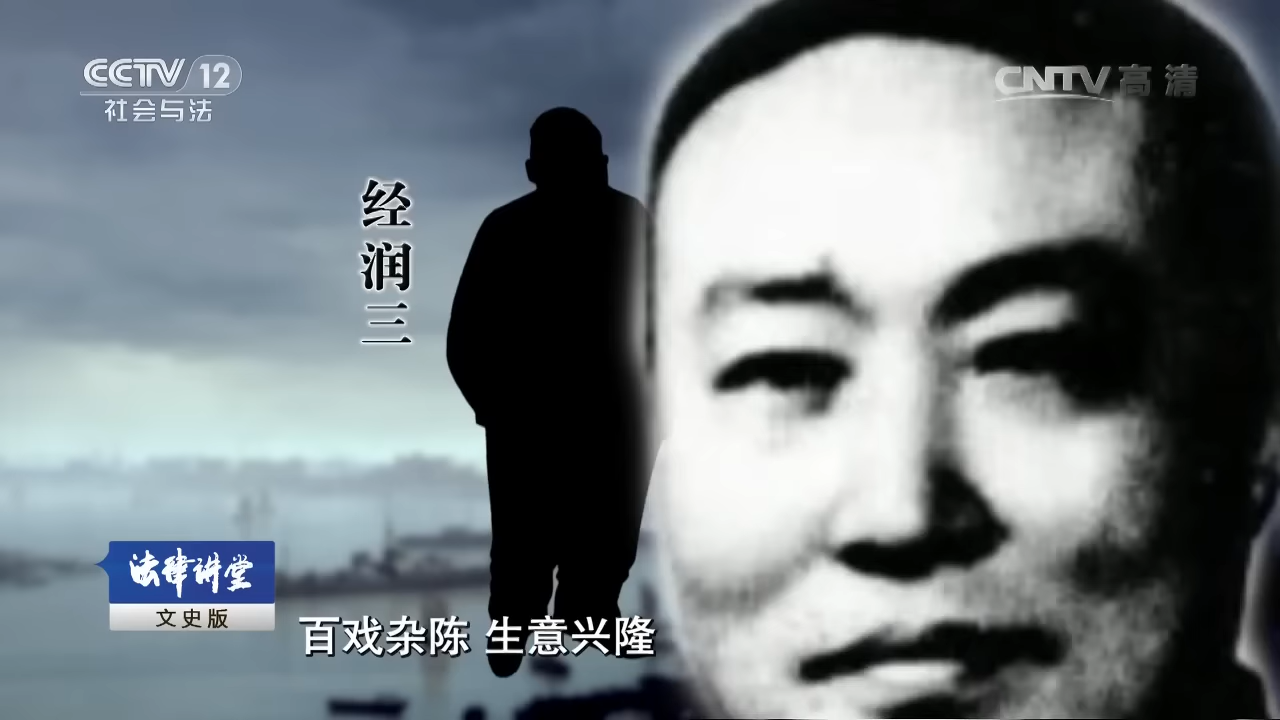 CCTV 12
社会与法
CNTV高清
经润三
法律讲堂
文史版
百戏杂陈 生意兴隆